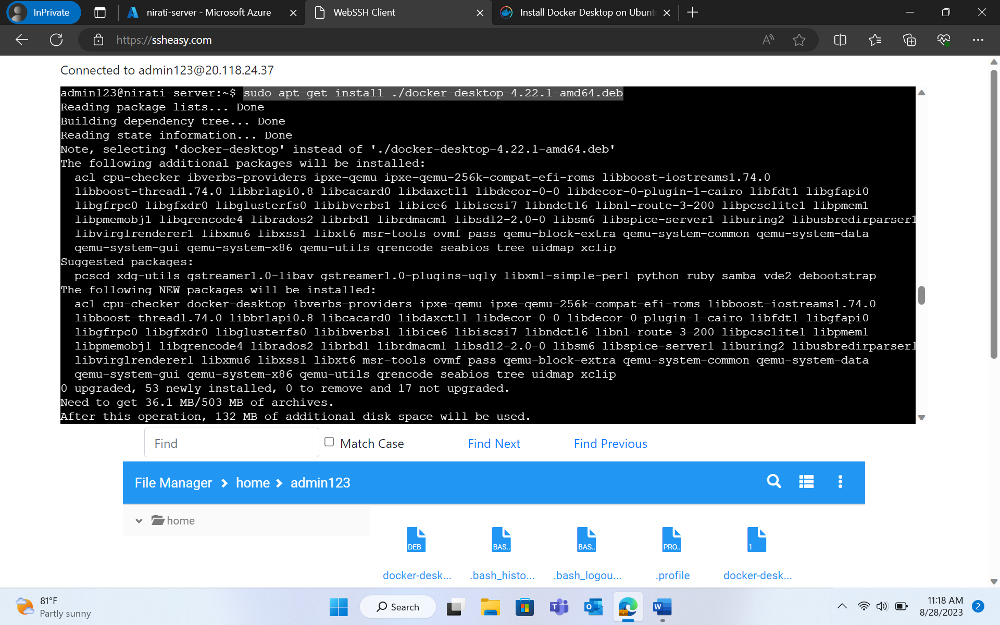 InPrivate
nirati-server - Microsoft Azure
WebSSH Client
Install Docker Desktop on Ubunt
https://ssheasy.com
Connected to admin123@20.118.24.37
admin123@nirati-server:~$ sudo apt-get install ./docker-desktop-4.22.1-amd64.deb
Reading package lists... Done
Building dependency tree... Done
Reading state information... Done
Note, selecting 'docker-desktop' instead of './docker-desktop-4.22.1-amd64.deb'
The following additional packages will be installed:
acl cpu-checker ibverbs-providers ipxe-qemu ipxe-qemu-256k-compat-efi-roms libboost-iostreams1.74.0
libboost-thread1.74.0 libbrlapi0.8 libcacard0 libdaxctl1 libdecor-0-0 libdecor-0-plugin-1-cairo libfdt1 libgfapi0
libgfrpc0 libgfxdr0 libglusterfs0 libibverbs1 libice6 libiscsi7 libndctl6 libnl-route-3-200 libpcsclite1 libpmem1
libpmemobj1 libqrencode4 librados2 librbd1 librdmacm1 libsdl2-2.0-0 libsm6 libspice-server1 liburing2 libusbredirparser1
libvirglrenderer1 libxmu6 libxss1 libxt6 msr-tools ovmf pass qemu-block-extra qemu-system-common qemu-system-data
qemu-system-gui qemu-system-x86 qemu-utils qrencode seabios tree uidmap xclip
Suggested packages:
pcscd xdg-utils gstreamer1.0-libav gstreamer1.0-plugins-ugly libxml-simple-perl python ruby samba vde2 debootstrap
The following NEW packages will be installed:
acl cpu-checker docker-desktop ibverbs-providers ipxe-qemu ipxe-qemu-256k-compat-efi-roms libboost-iostreams1.74.0
libboost-thread1.74.0 libbrlapi0.8 libcacard0 libdaxctl1 libdecor-0-0 libdecor-0-plugin-1-cairo libfdt1 libgfapi0
libgfrpc0 libgfxdr0 libglusterfs0 libibverbs1 libice6 libiscsi7 libndctl6 libnl-route-3-200 libpcsclite1 libpmem1
libpmemobj1 libqrencode4 librados2 librbd1 librdmacm1 libsdl2-2.0-0 libsm6 libspice-server1 liburing2 libusbredirparser1
libvirglrenderer1 libxmu6 libxss1 libxt6 msr-tools ovmf pass qemu-block-extra qemu-system-common qemu-system-data
qemu-system-gui qemu-system-x86 qemu-utils qrencode seabios tree uidmap xclip
0 upgraded, 53 newly installed, 0 to remove and 17 not upgraded.
Need to get 36.1 MB/503 MB of archives.
After this operation, 132 MB of additional disk space will be used.
Find
Match Case
Find Next
Find Previous
File Manager
home
admin123
home
DEB
BAS..
BAS..
PRO..
1
docker-desk...
.bash_histo...
.bash_logou...
.profile
docker-desk...
81°F
Partly sunny
Search
11:18 AM
8/28/2023
2